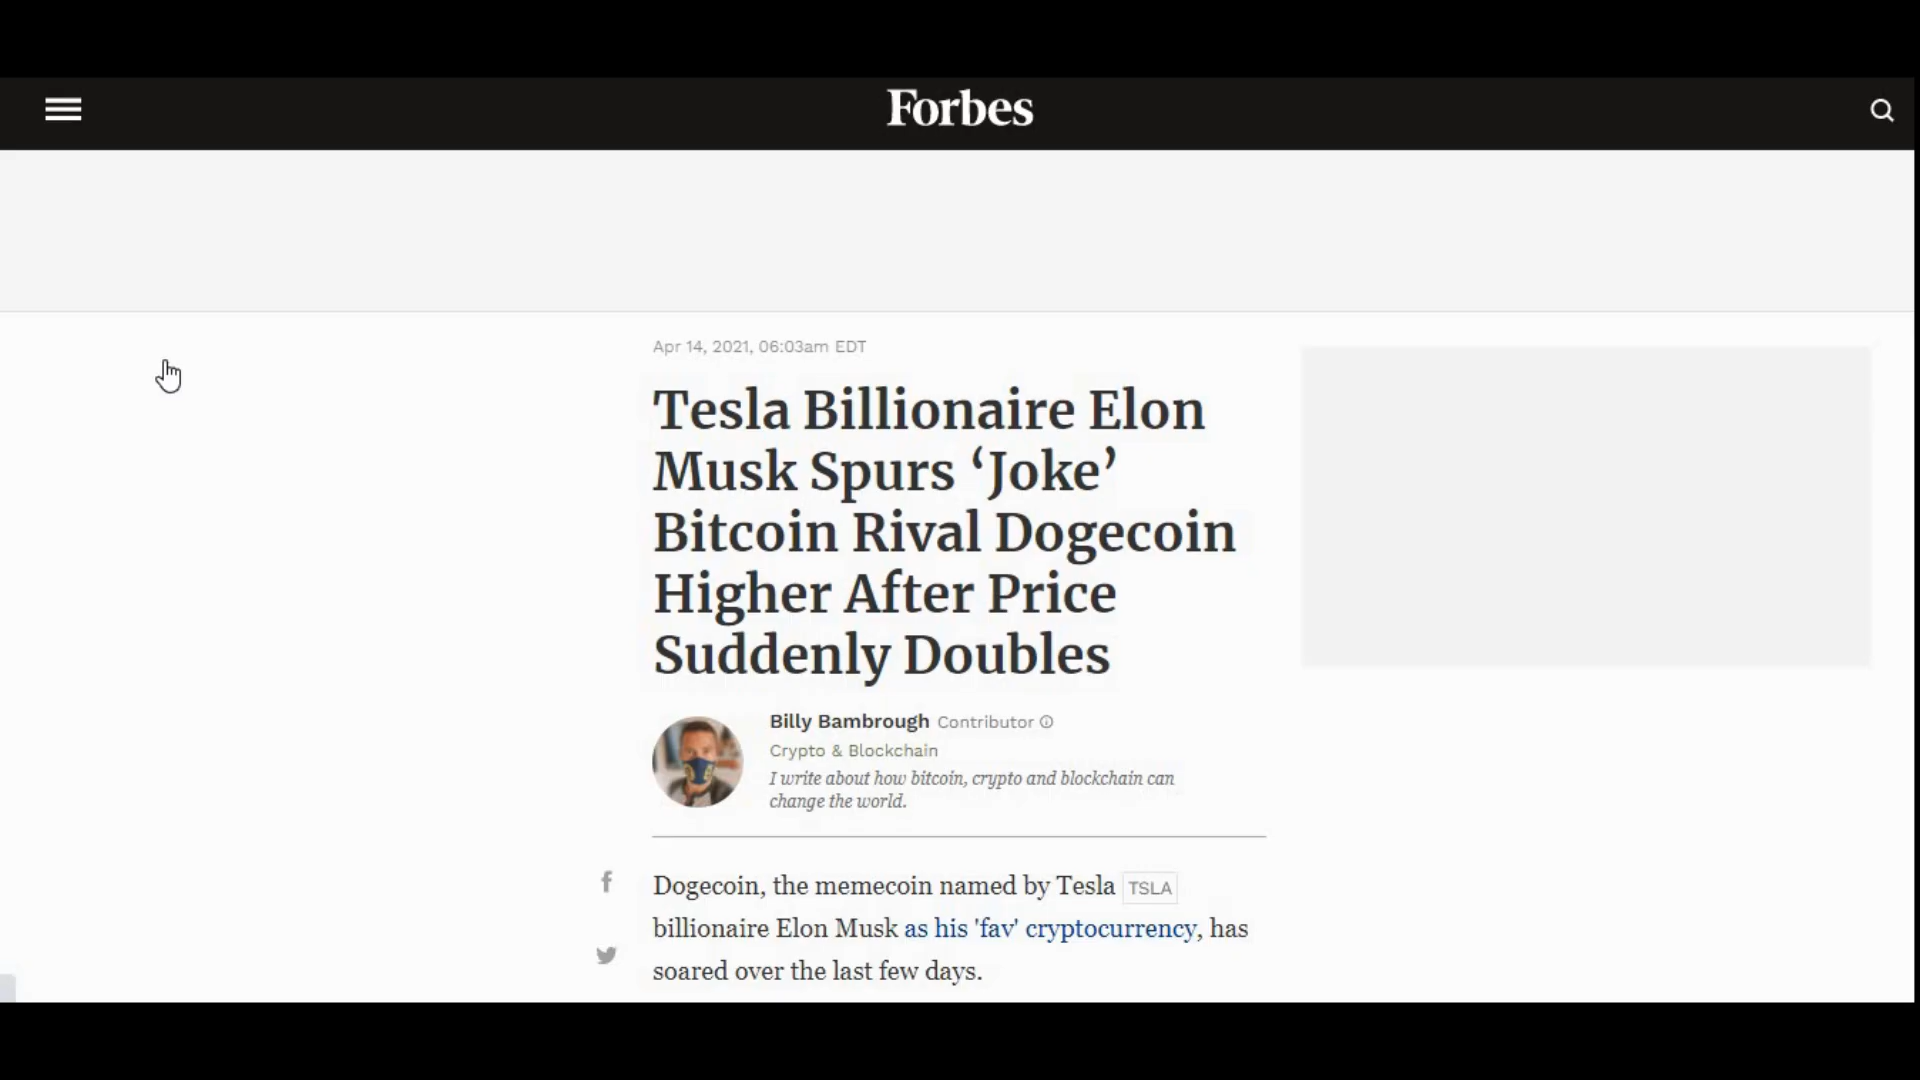 Forbes
Apr 14, 2021, 06:03am EDT
Tesla Billionaire Elon
Musk Spurs ‘Joke’
Bitcoin Rival Dogecoin
Higher After Price
Suddenly Doubles
Billy Bambrough Contributor
Crypto & Blockchain
I write about how bitcoin, crypto and blockchain can
change the world.
Dogecoin, the memecoin named by Tesla TSLA
billionaire Elon Musk as his 'fav' cryptocurrency, has
soared over the last few days.